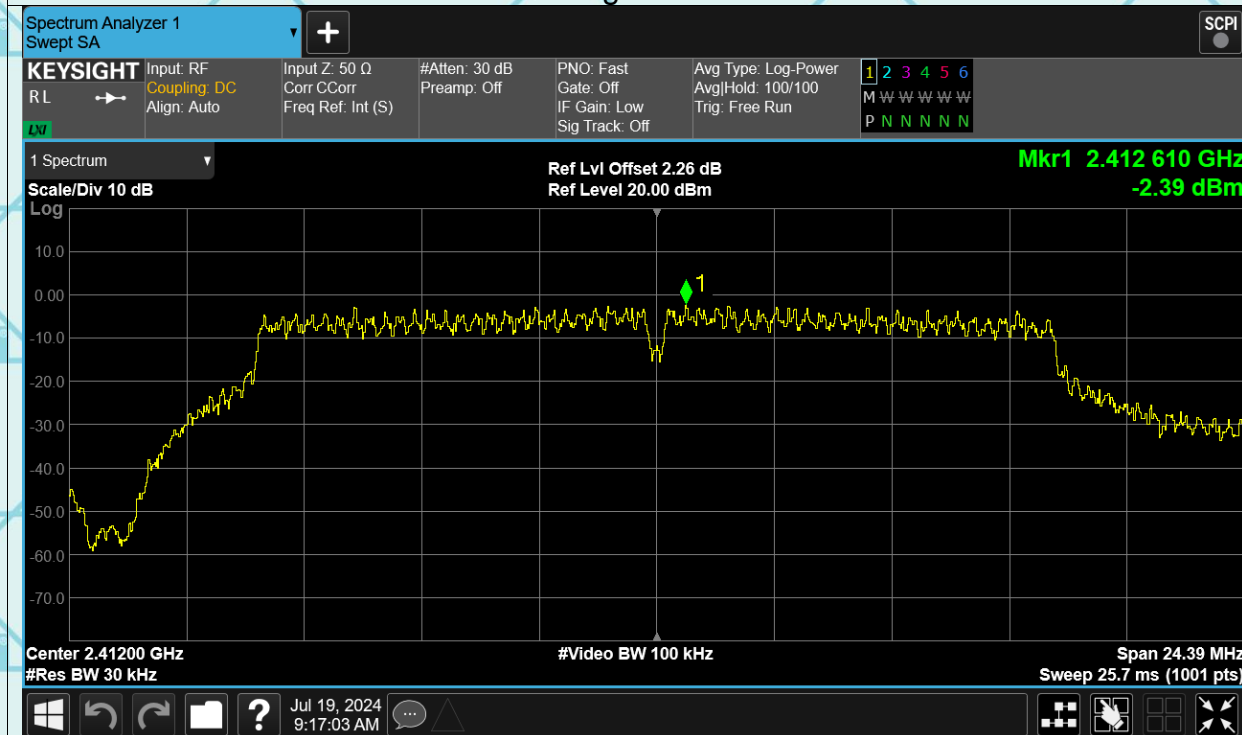 Spectrum Analyzer 1
Swept SA
+
SCPI
KEYSIGHT
RL
LXI
Input: RF
Coupling: DC
Align: Auto
Input Z: 50 Ω
Corr CCorr
Freq Ref: Int (S)
#Atten: 30 dB
Preamp: Off
PNO: Fast
Gate: Off
IF Gain: Low
Sig Track: Off
Avg Type: Log-Power
Avg|Hold: 100/100
Trig: Free Run
1 2 3 4 5 6
M W W W W W
P N N N N N N
1 Spectrum
Scale/Div 10 dB
Log
Ref Lvl Offset 2.26 dB
Ref Level 20.00 dBm
Mkr1 2.412 610 GHz
-2.39 dBm
10.0
0.00
-10.0
-20.0
-30.0
-40.0
-50.0
-60.0
-70.0
1
Center 2.41200 GHz
#Res BW 30 kHz
#Video BW 100 kHz
Span 24.39 MHz
Sweep 25.7 ms (1001 pts)
?
Jul 19, 2024
9:17:03 AM